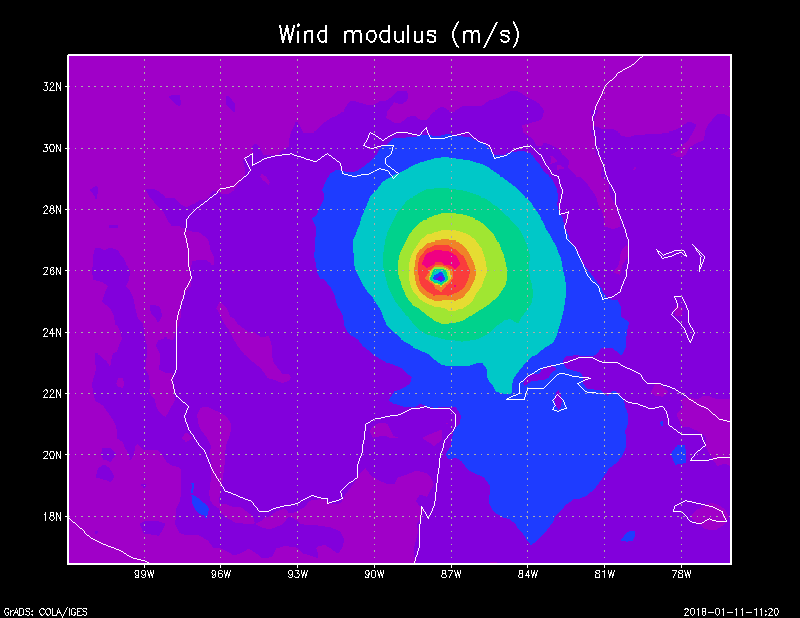 Wind modulus (m/s)
32N
30N
28N
26N
24N
22N
20N
18N
99W 96W 93W 90W 87W 84W 81W 78W
GrADS: COLA/IGES 2018-01-11-11:20